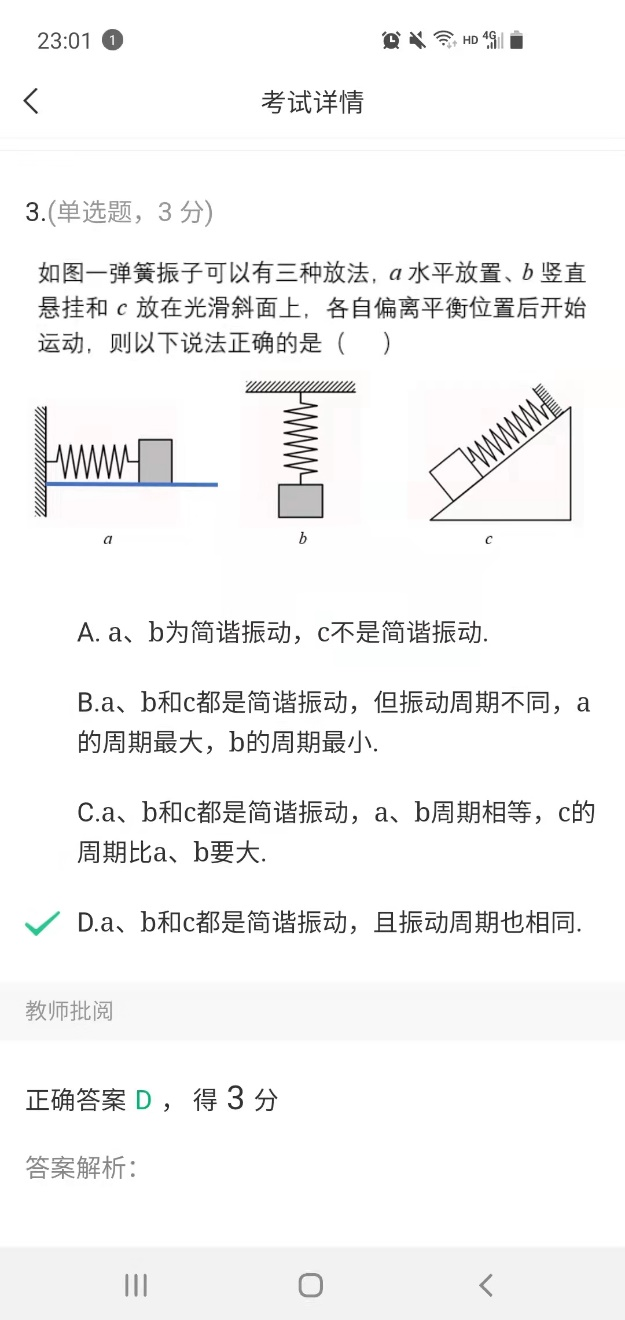 23:01 1 HD 4G
考试详情
3.(单选题，3 分)
如图一弹簧振子可以有三种放法, a 水平放置、b 竖直
悬挂和 c 放在光滑斜面上，各自偏离平衡位置后开始
运动，则以下说法正确的是（ ）
a b c
A. a、b为简谐振动，c不是简谐振动.
B.a、b和c都是简谐振动，但振动周期不同，a
的周期最大，b的周期最小.
C.a、b和c都是简谐振动，a、b周期相等，c的
周期比a、b要大.
D.a、b和c都是简谐振动，且振动周期也相同.
教师批阅
正确答案 D ， 得 3 分
答案解析：